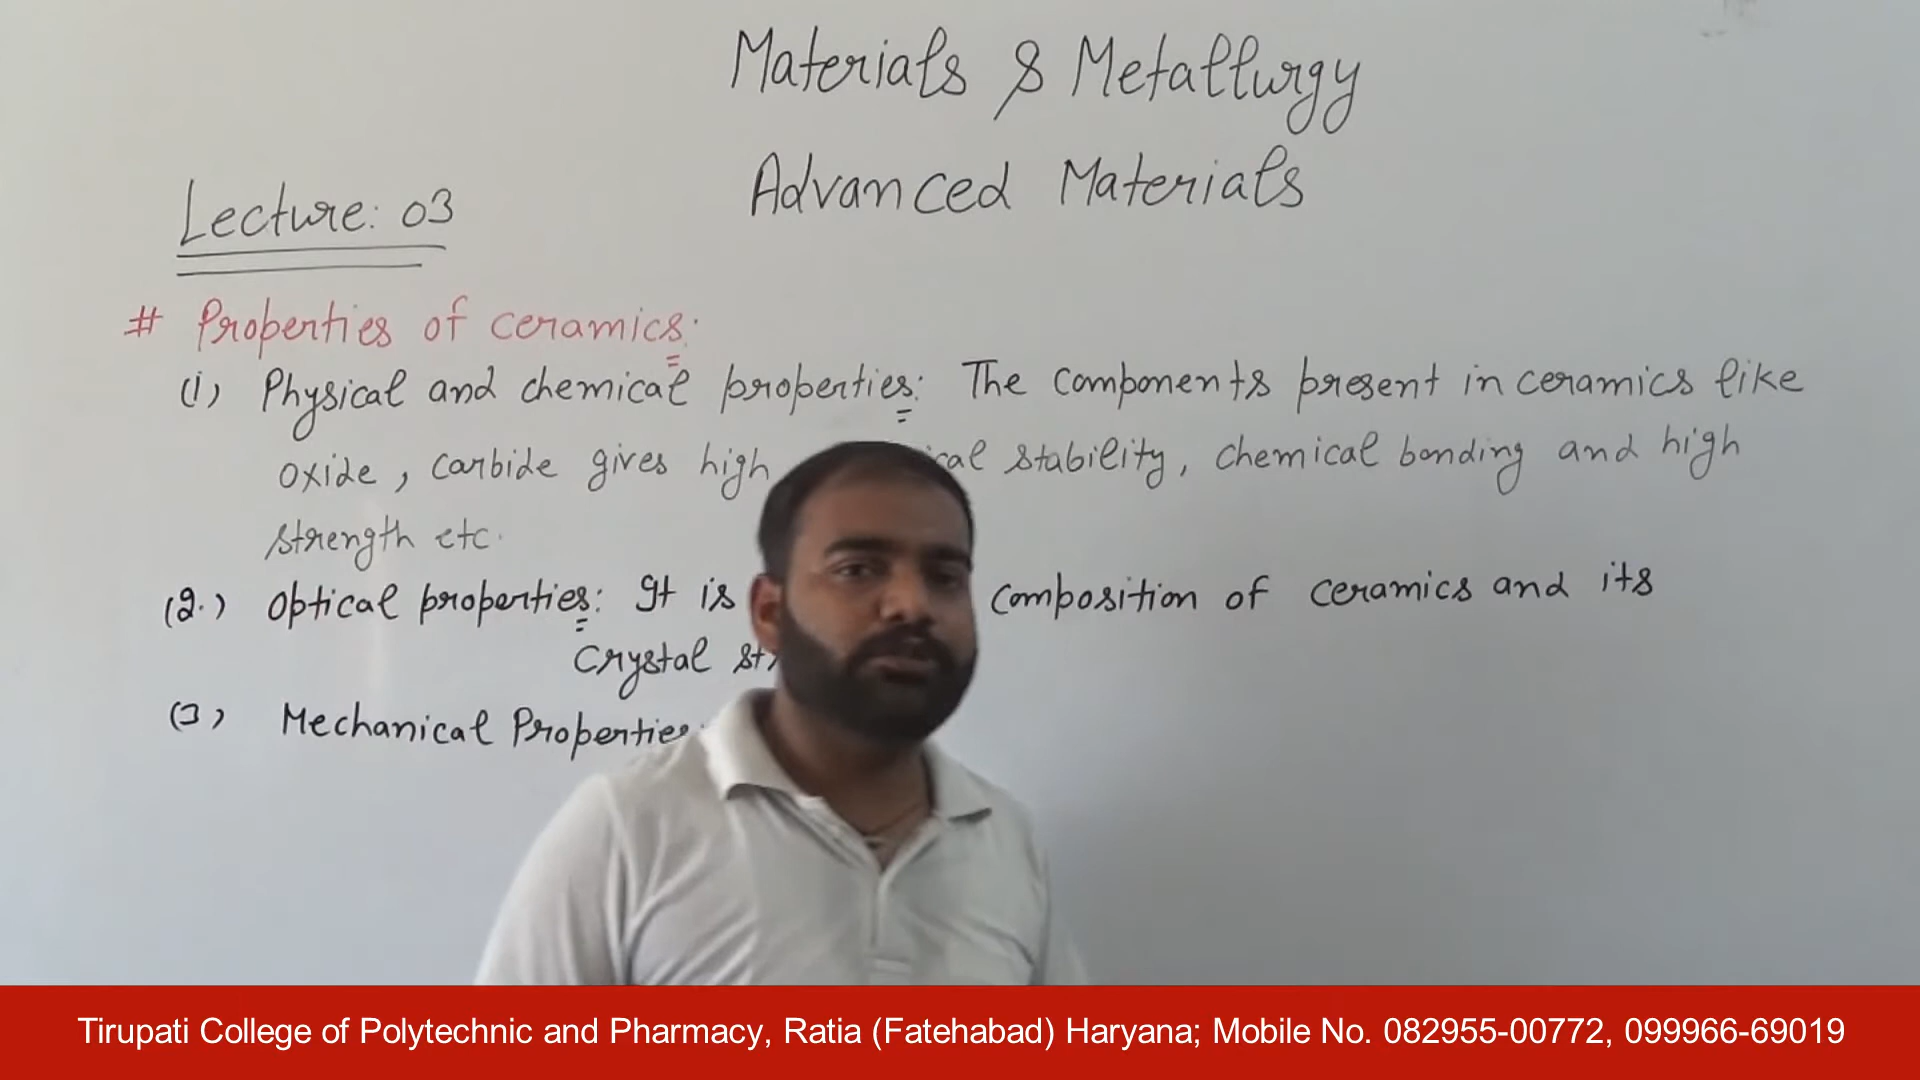 Materials & Metallurgy
Advanced Materials
Lecture: 03
# Properties of ceramics:
(1) Physical and chemical properties: The components present in ceramics like
oxide, carbide gives high stability, chemical bonding and high
strength etc.
(2.) Optical properties: It is composition of ceramics and its
Crystal
(3) Mechanical Properties
Tirupati College of Polytechnic and Pharmacy, Ratia (Fatehabad) Haryana; Mobile No. 082955-00772, 099966-69019